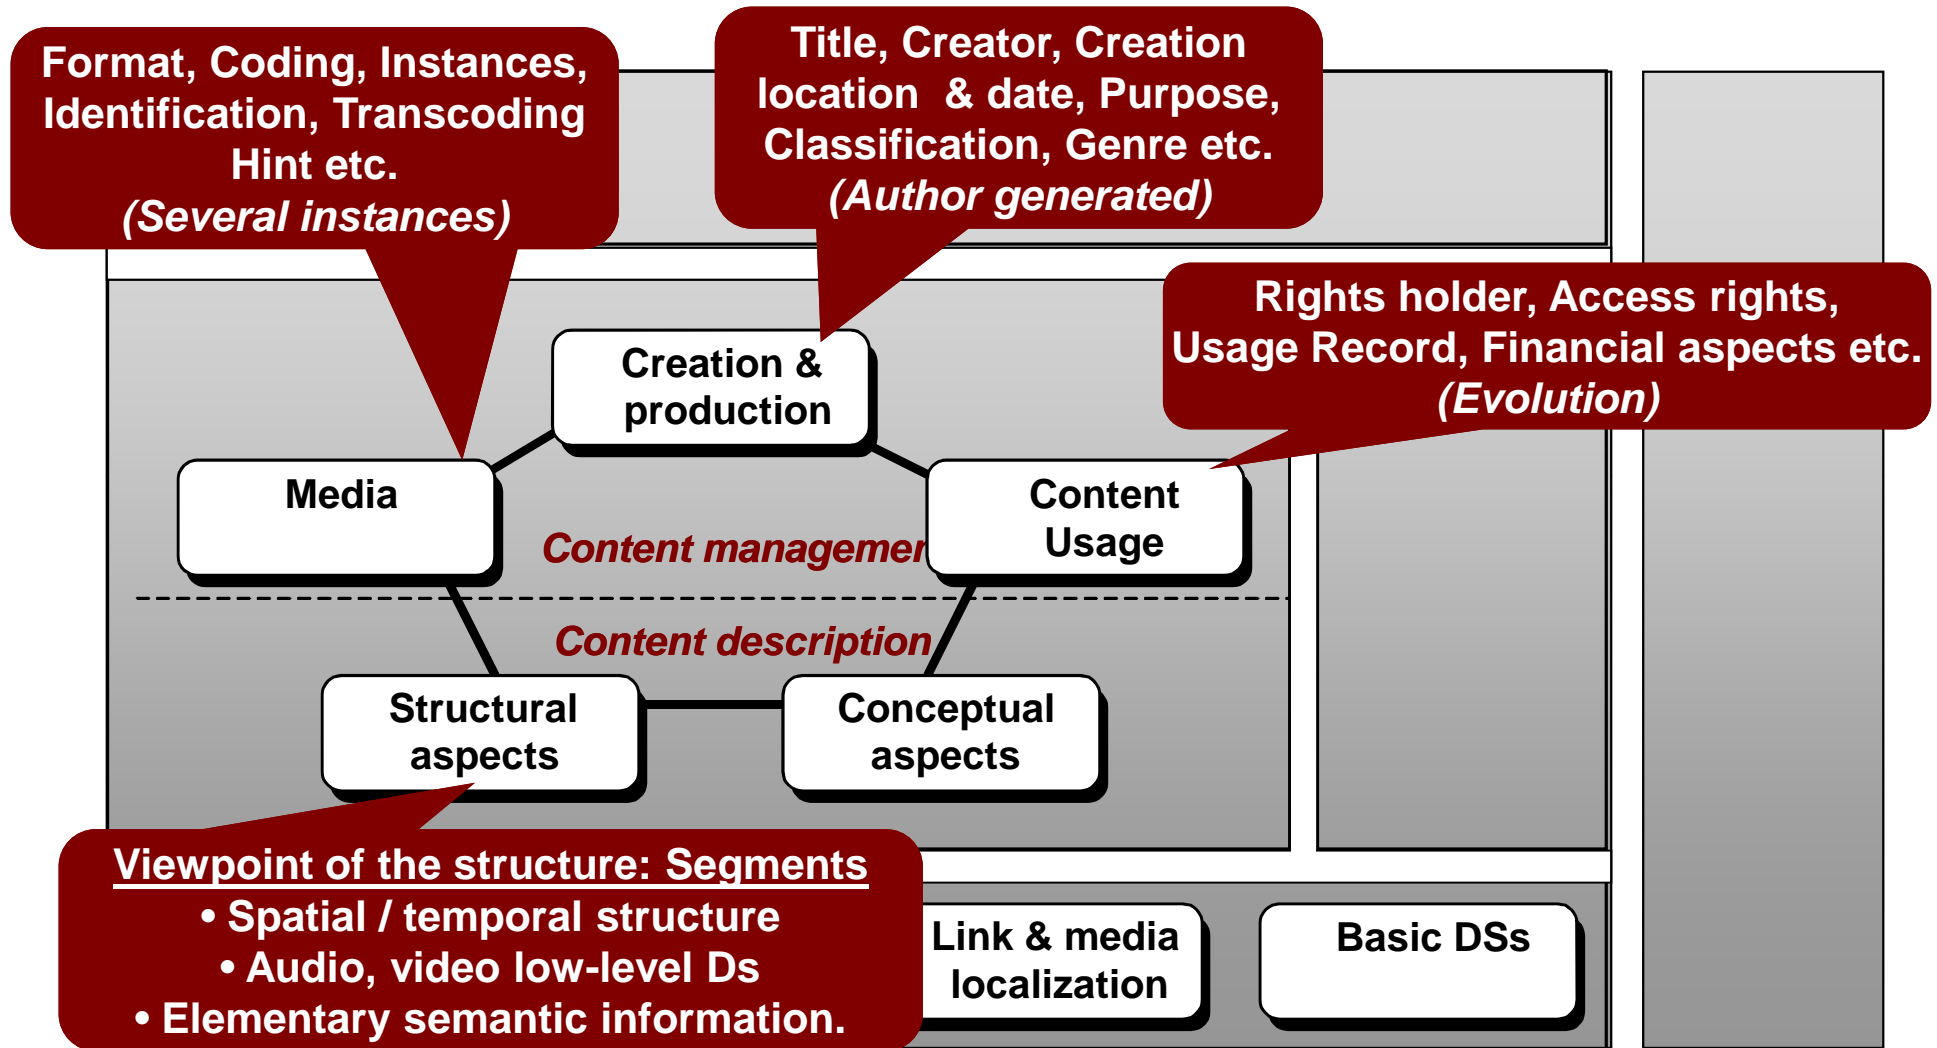 Format, Coding, Instances,
Identification, Transcoding
Hint etc.
(Several instances)
Title, Creator, Creation
location & date, Purpose,
Classification, Genre etc.
(Author generated)
Rights holder, Access rights,
Usage Record, Financial aspects etc.
(Evolution)
Creation &
production
Media
Content
Usage
Content managemen
Content description
Structural
aspects
Conceptual
aspects
Viewpoint of the structure: Segments
• Spatial / temporal structure
• Audio, video low-level Ds
• Elementary semantic information.
Link & media
localization
Basic DSs